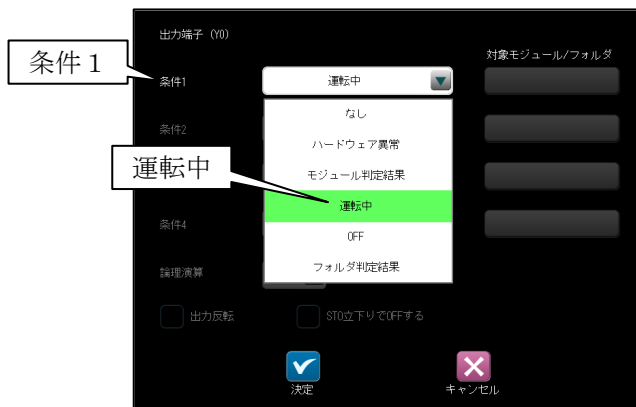 出力端子 (Y0)
対象モジュール/フォルダ
条件1
条件1
運転中
なし
条件2
ハードウェア異常
モジュール判定結果
運転中
運転中
条件4
OFF
フォルダ判定結果
論理演算
出力反転
STO立下りでOFFする
決定
キャンセル